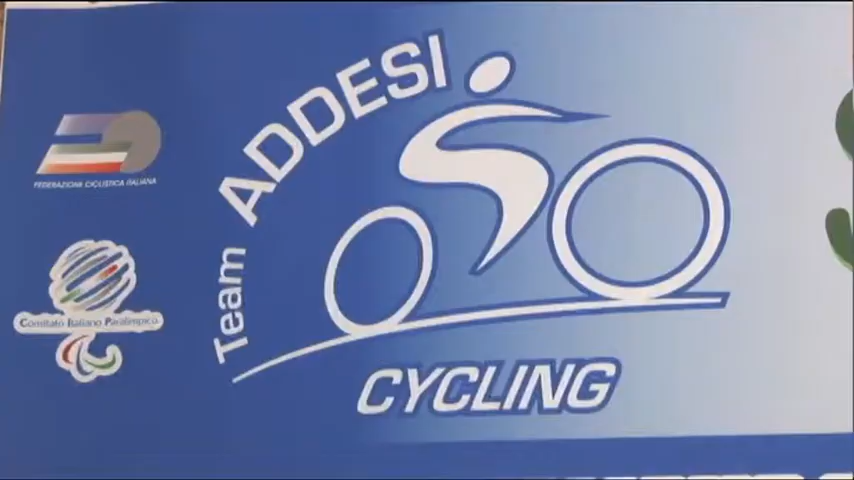 Team ADDESI
CYCLING
FEDERAZIONE CICLISTICA ITALIANA
Comitato Italiano Paralimpico